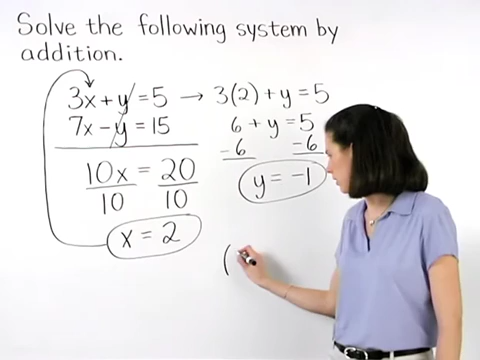 Solve the following system by
addition.
3x + y = 5 → 3(2) + y = 5
7x - y = 15
6 + y = 5
-6 -6
10x = 20
10 10
y = -1
x = 2
(